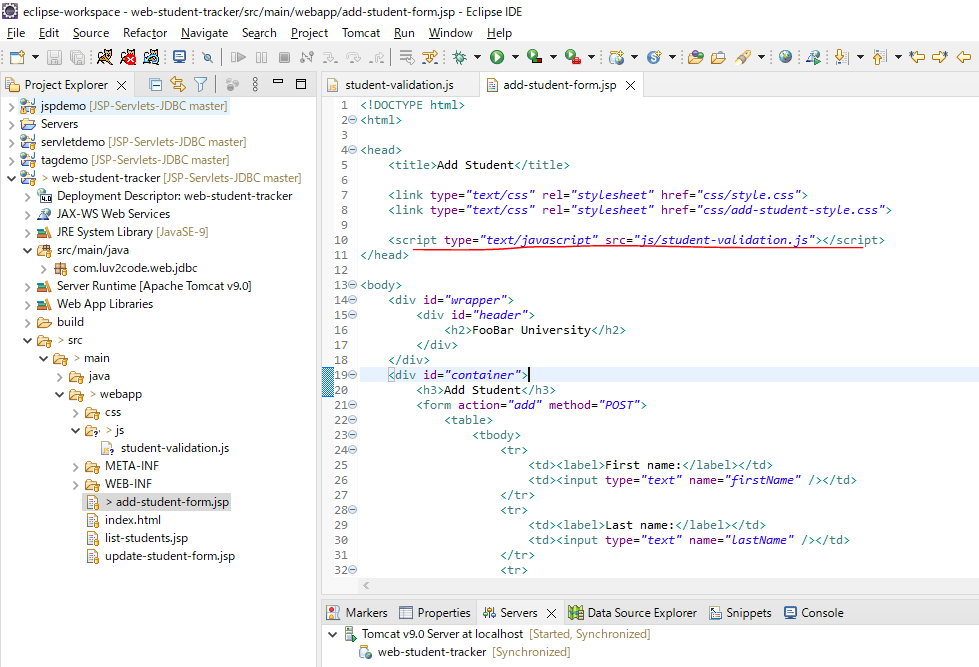 eclipse-workspace - web-student-tracker/src/main/webapp/add-student-form.jsp - Eclipse IDE
File Edit Source Refactor Navigate Search Project Tomcat Run Window Help
Project Explorer
jspdemo [JSP-Servlets-JDBC master]
Servers
servletdemo [JSP-Servlets-JDBC master]
tagdemo [JSP-Servlets-JDBC master]
> web-student-tracker [JSP-Servlets-JDBC master]
Deployment Descriptor: web-student-tracker
JAX-WS Web Services
JRE System Library [JavaSE-9]
src/main/java
com.luv2code.web.jdbc
Server Runtime [Apache Tomcat v9.0]
Web App Libraries
build
> src
> main
java
> webapp
css
> js
student-validation.js
META-INF
WEB-INF
> add-student-form.jsp
index.html
list-students.jsp
update-student-form.jsp
student-validation.js
add-student-form.jsp
1 <!DOCTYPE html>
2 <html>
3
4 <head>
5 <title>Add Student</title>
6
7 <link type="text/css" rel="stylesheet" href="css/style.css">
8 <link type="text/css" rel="stylesheet" href="css/add-student-style.css">
9
10 <script type="text/javascript" src="js/student-validation.js"></script>
11 </head>
12
13 <body>
14 <div id="wrapper">
15 <div id="header">
16 <h2>FooBar University</h2>
17 </div>
18 </div>
19 <div id="container">
20 <h3>Add Student</h3>
21 <form action="add" method="POST">
22 <table>
23 <tbody>
24 <tr>
25 <td><label>First name:</label></td>
26 <td><input type="text" name="firstName" /></td>
27 </tr>
28 <tr>
29 <td><label>Last name:</label></td>
30 <td><input type="text" name="lastName" /></td>
31 </tr>
32 <tr>
Markers Properties Servers Data Source Explorer Snippets Console
Tomcat v9.0 Server at localhost [Started, Synchronized]
web-student-tracker [Synchronized]